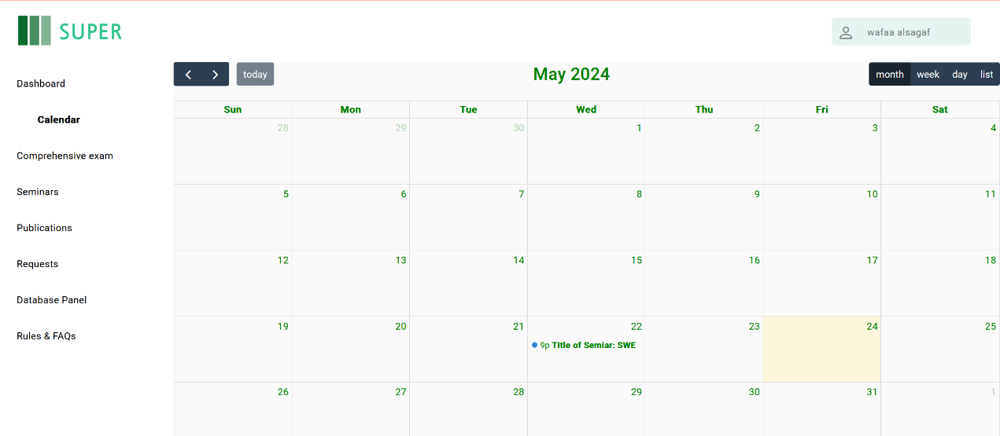 SUPER
wafaa alsagaf
Dashboard
Calendar
Comprehensive exam
Seminars
Publications
Requests
Database Panel
Rules & FAQs
today
May 2024
month week day list
Sun Mon Tue Wed Thu Fri Sat
28 29 30 1 2 3 4
5 6 7 8 9 10 11
12 13 14 15 16 17 18
19 20 21 22 23 24 25
9p Title of Semiar: SWE
26 27 28 29 30 31 1